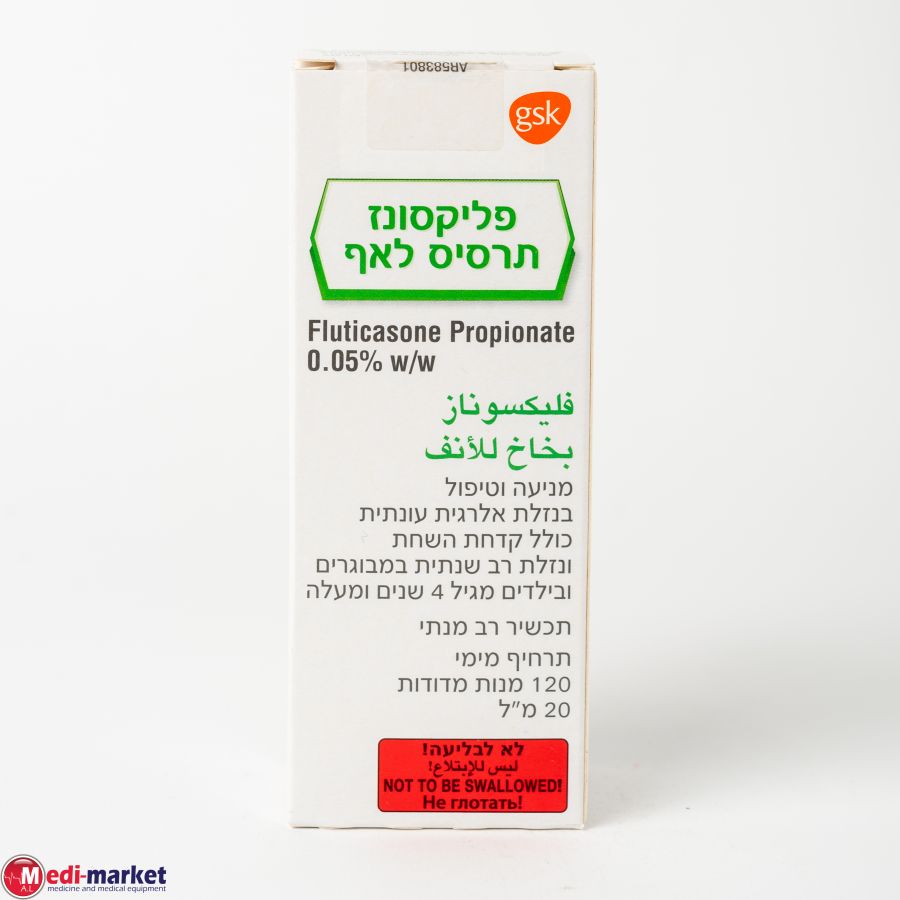 AR583801
gsk
פליקסונז
תרסיס לאף
Fluticasone Propionate
0.05% w/w
فليكسوناز
بخاخ للأنف
מניעה וטיפול
בנזלת אלרגית עונתית
כולל קדחת השחת
ונזלת רב שנתית במבוגרים
ובילדים מגיל 4 שנים ומעלה
תכשיר רב מנתי
תרחיף מימי
120 מנות מדודות
20 מ"ל
לא לבליעה!
ليس للإبتلاع!
NOT TO BE SWALLOWED!
Не глотать!
Medi-market
A.L
medicine and medical equipment